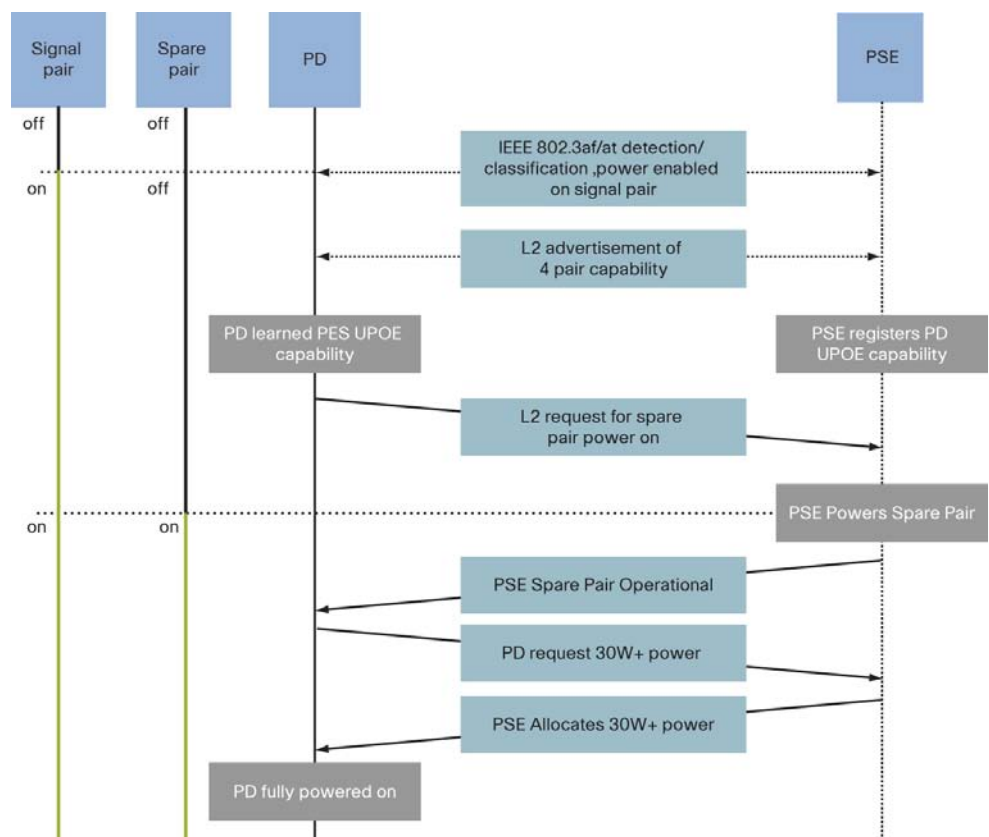 Signal
pair
Spare
pair
PD
PSE
off
off
IEEE 802.3af/at detection/
classification ,power enabled
on signal pair
on
off
L2 advertisement of
4 pair capability
PD learned PES UPOE
capability
PSE registers PD
UPOE capability
L2 request for spare
pair power on
PSE Powers Spare Pair
on
on
PSE Spare Pair Operational
PD request 30W+ power
PSE Allocates 30W+ power
PD fully powered on